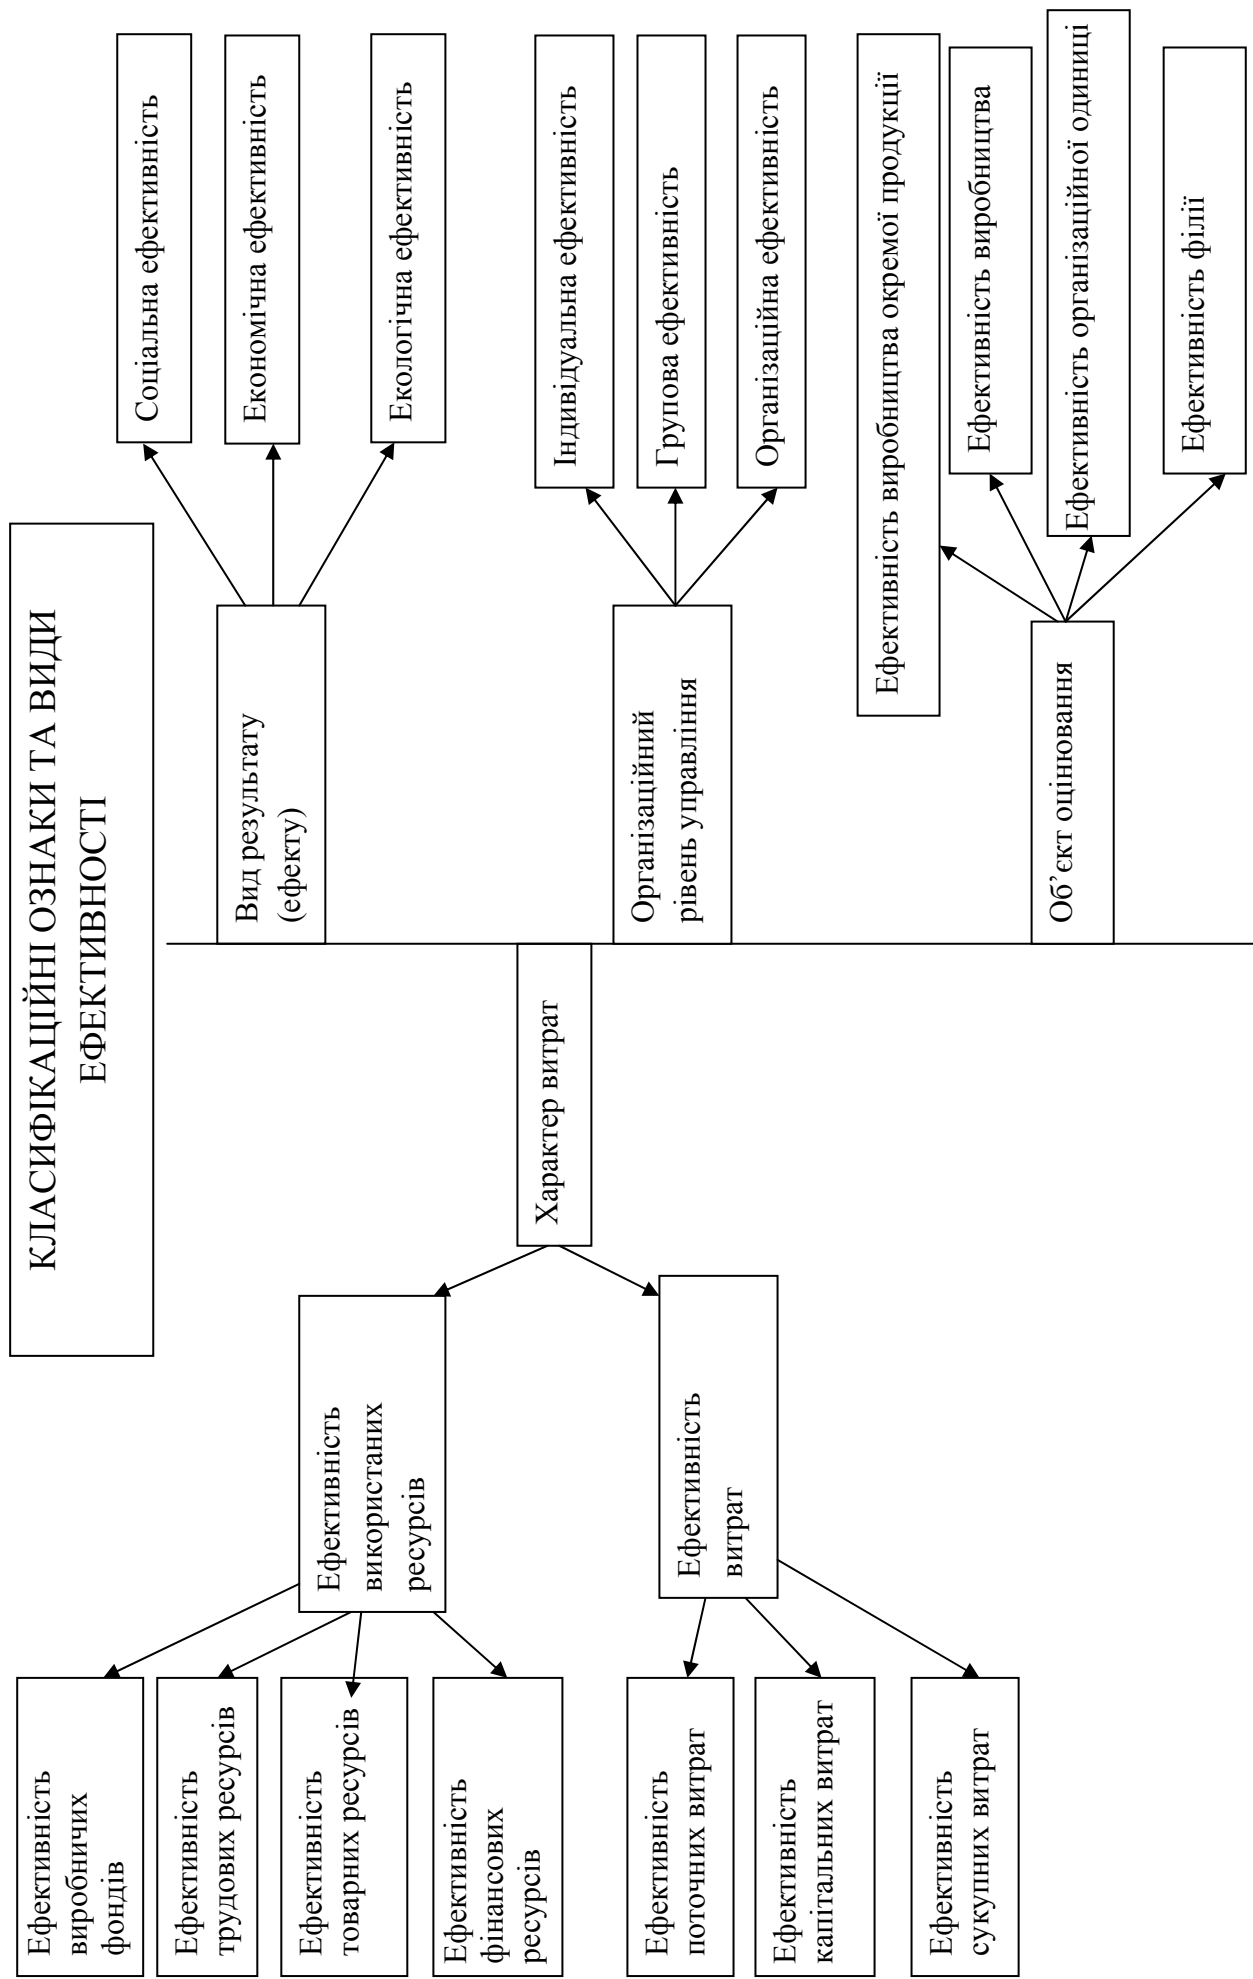 КЛАСИФІКАЦІЙНІ ОЗНАКИ ТА ВИДИ
ЕФЕКТИВНОСТІ
Ефективність
виробничих
фондів
Ефективність
трудових ресурсів
Ефективність
товарних ресурсів
Ефективність
фінансових
ресурсів
Ефективність
поточних витрат
Ефективність
капітальних витрат
Ефективність
сукупних витрат
Ефективність
використаних
ресурсів
Ефективність
витрат
Характер витрат
Вид результату
(ефекту)
Організаційний
рівень управління
Об’єкт оцінювання
Соціальна ефективність
Економічна ефективність
Екологічна ефективність
Індивідуальна ефективність
Групова ефективність
Організаційна ефективність
Ефективність виробництва окремої продукції
Ефективність виробництва
Ефективність організаційної одиниці
Ефективність філії